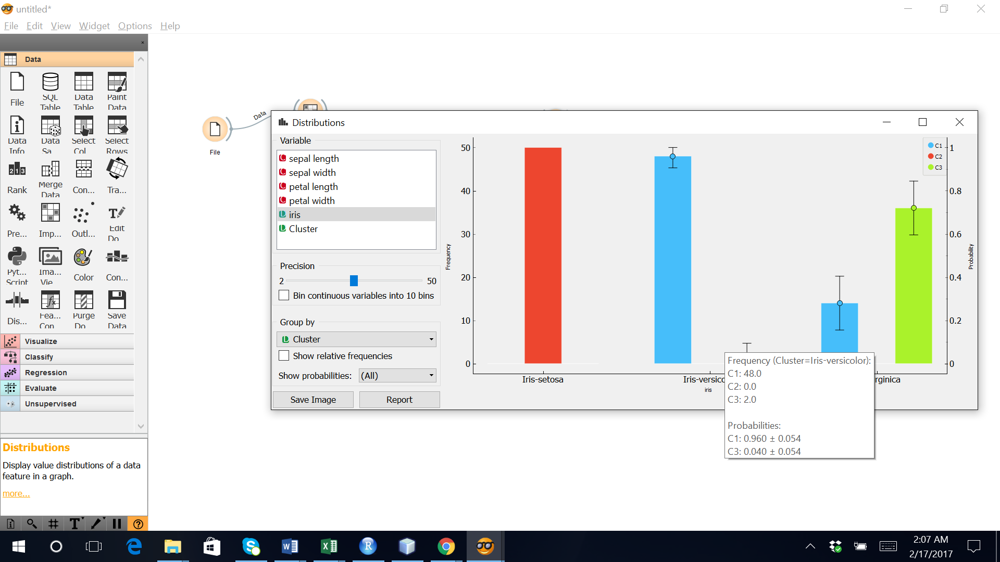 untitled*
File Edit View Widget Options Help
Data
File
SQL Table
Data Table
Paint Data
Data Info
Data Sa...
Select Col...
Select Rows
Rank
Merge Data
Con...
Tra...
Pre...
Imp...
Outl...
Edit Do...
Pyt... Script
Ima... Vie...
Color
Con...
Dis...
Fea... Con...
Purge Do...
Save Data
Visualize
Classify
Regression
Evaluate
Unsupervised
Distributions
Display value distributions of a data
feature in a graph.
more...
File
Data
Distributions
Variable
sepal length
sepal width
petal length
petal width
iris
Cluster
Precision
2 50
Bin continuous variables into 10 bins
Group by
Cluster
Show relative frequencies
Show probabilities: (All)
Save Image Report
Frequency
50
40
30
20
10
0
C1
C2
C3
1
0.8
0.6
0.4
0.2
0
Probability
Iris-setosa
Iris-versico
rginica
iris
Frequency (Cluster=Iris-versicolor):
C1: 48.0
C2: 0.0
C3: 2.0
Probabilities:
C1: 0.960 ± 0.054
C3: 0.040 ± 0.054
2:07 AM
2/17/2017